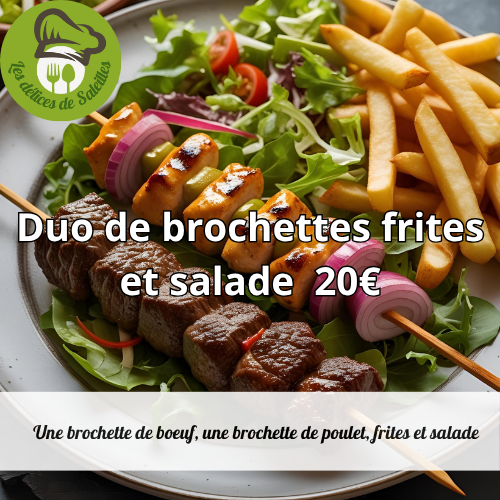 Les délices de Saleilles
Duo de brochettes frites
et salade 20€
Une brochette de boeuf, une brochette de poulet, frites et salade